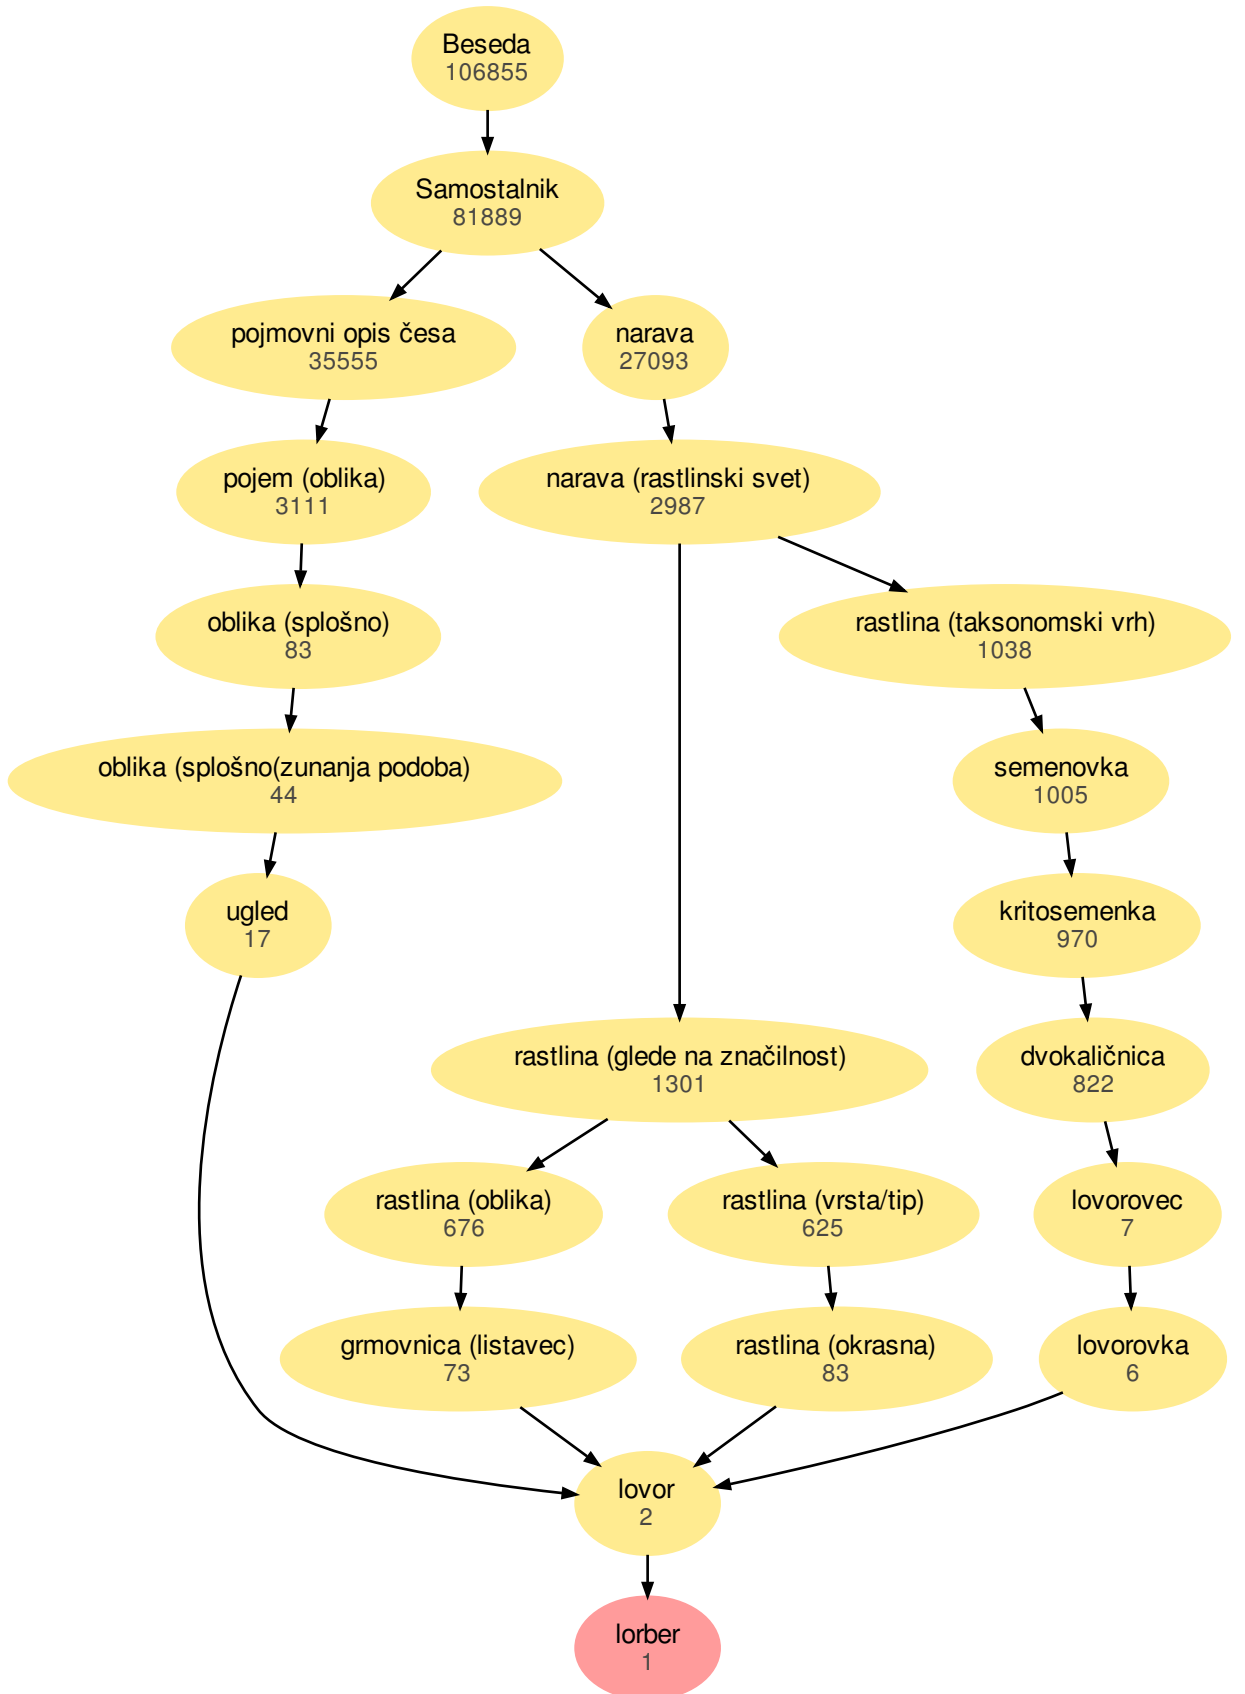 Beseda
106855
Samostalnik
81889
pojmovni opis česa
35555
narava
27093
pojem (oblika)
3111
narava (rastlinski svet)
2987
oblika (splošno)
83
rastlina (taksonomski vrh)
1038
oblika (splošno(zunanja podoba)
44
semenovka
1005
ugled
17
kritosemenka
970
rastlina (glede na značilnost)
1301
dvokaličnica
822
rastlina (oblika)
676
rastlina (vrsta/tip)
625
lovorovec
7
grmovnica (listavec)
73
rastlina (okrasna)
83
lovorovka
6
lovor
2
lorber
1